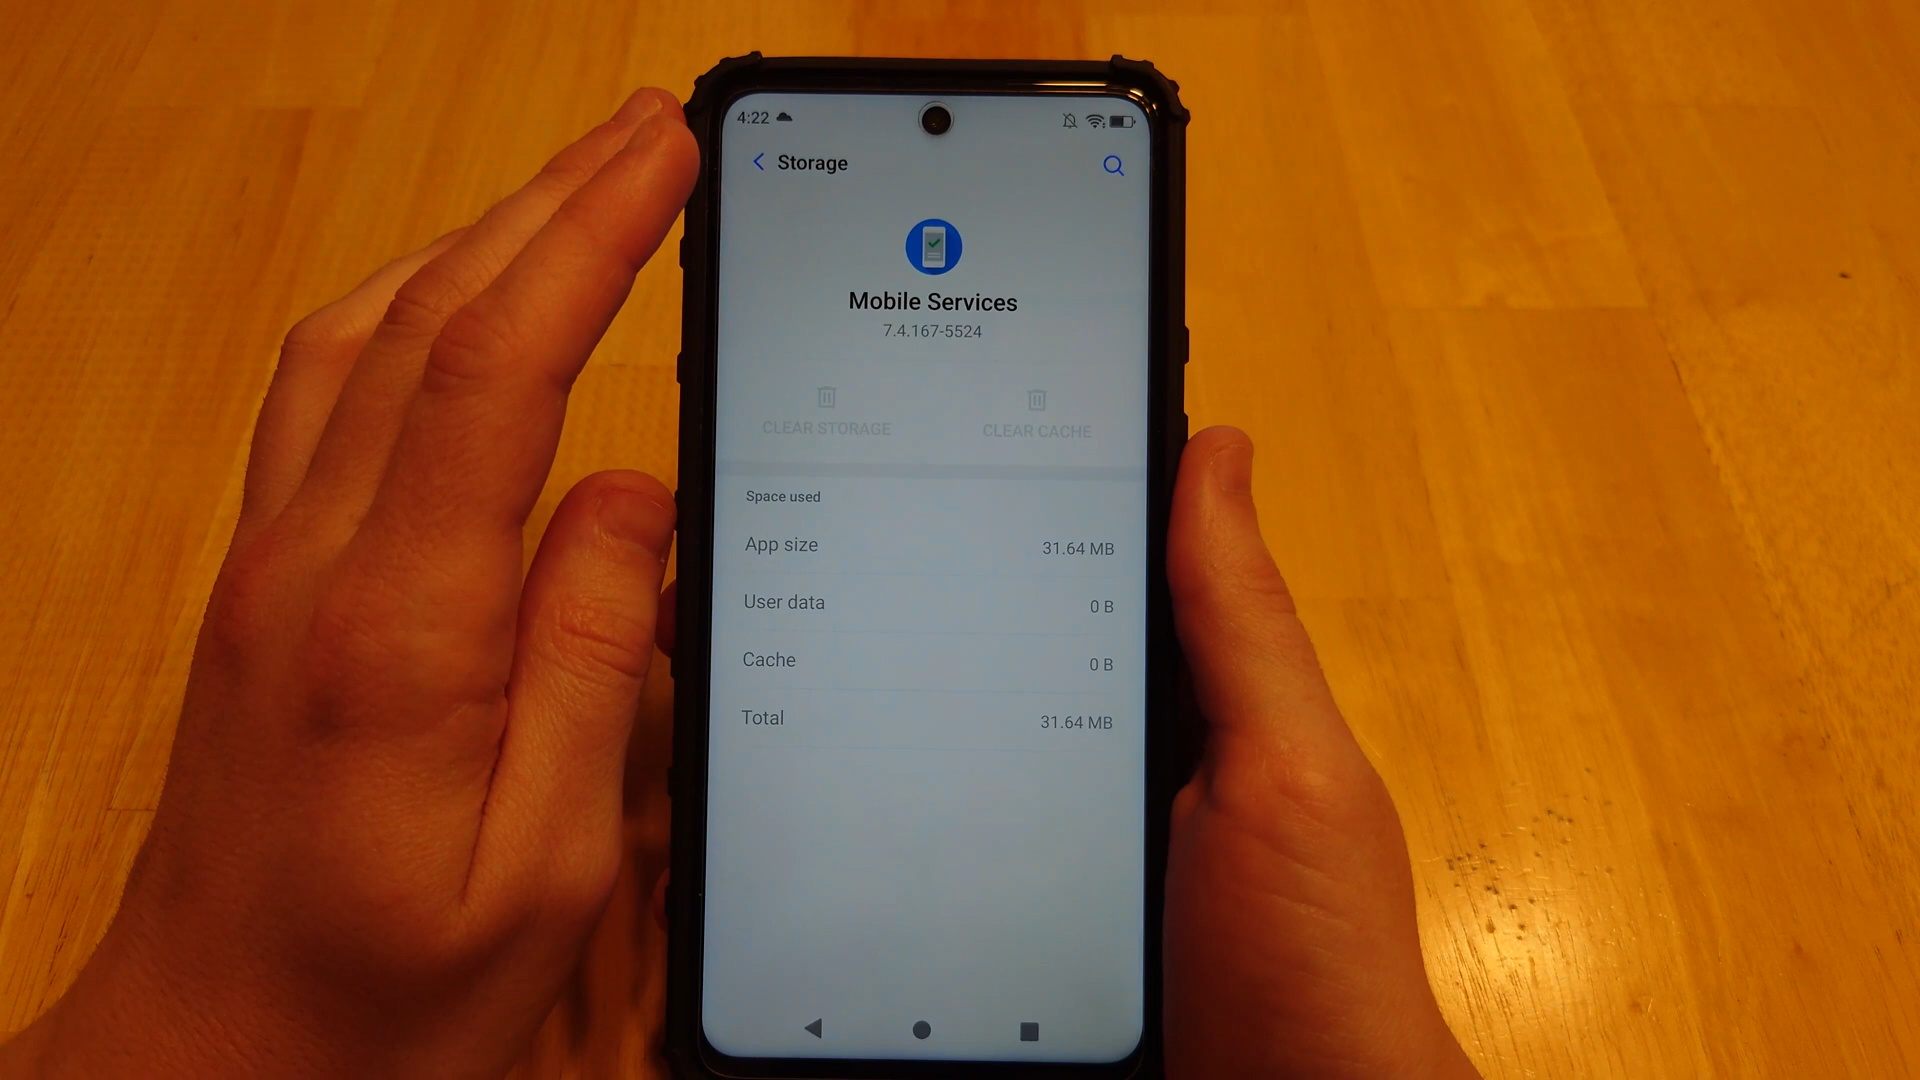 4:22
Storage
Mobile Services
7.4.167-5524
CLEAR STORAGE
CLEAR CACHE
Space used
App size 31.64 MB
User data 0 B
Cache 0 B
Total 31.64 MB